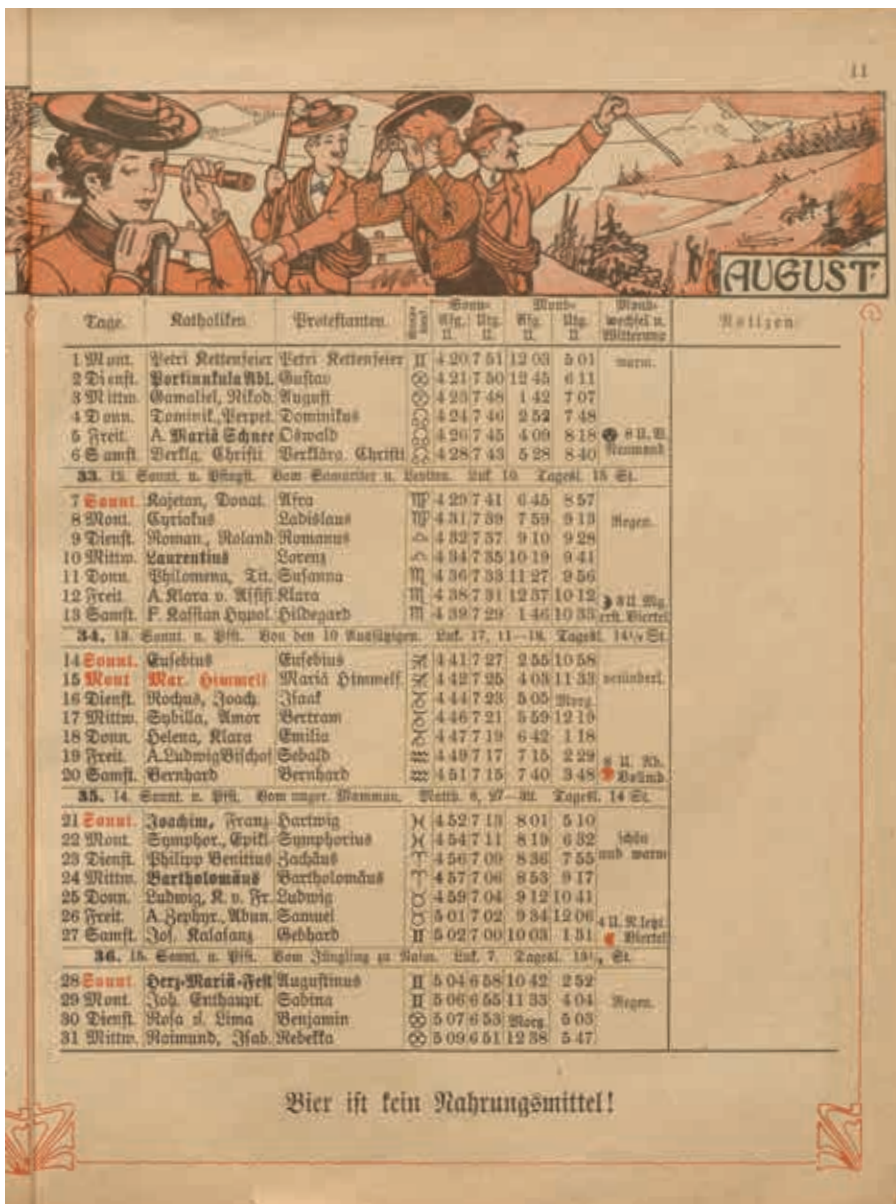 11
AUGUST
Tage. Katholiken Protestanten Sonn- Mond- Mond-
Afg. Utg. Afg. Utg. wechsel u.
U. U. U. U. Witterung Notizen
1 Mont. Petri Kettenfeier Petri Kettenfeier ♊ 4 20 7 51 12 03 5 01 warm.
2 Dienst. Portiunkula Abl. Gustav 4 21 7 50 12 45 6 11
3 Mittw. Gamaliel, Nikod. August 4 23 7 48 1 42 7 07
4 Donn. Dominik., Perpet. Dominikus 4 24 7 46 2 52 7 48
5 Freit. A. Mariä Schnee Oswald 4 26 7 45 4 09 8 18 8 U. V.
6 Samst. Verklg. Christi Verklärg. Christi 4 28 7 43 5 28 8 40 Neumond
33. 12. Sonnt. n. Pfingst. Vom Samariter u. Leviten. Luk. 10. Tagesl. 15 St.
7 Sonnt. Kajetan, Donat. Afra ♍ 4 29 7 41 6 45 8 57
8 Mont. Cyriakus Ladislaus ♍ 4 31 7 39 7 59 9 13 Regen.
9 Dienst. Roman., Roland Romanus ♎ 4 32 7 37 9 10 9 28
10 Mittw. Laurentius Lorenz ♎ 4 34 7 35 10 19 9 41
11 Donn. Philomena, Tit. Susanna ♏ 4 36 7 33 11 27 9 56
12 Freit. A. Klara v. Assisi Klara ♏ 4 38 7 31 12 37 10 12 3 U. Mg.
13 Samst. F. Kassian Hypol. Hildegard ♏ 4 39 7 29 1 46 10 33 erst. Viertel
34. 13. Sonnt. n. Pfst. Von den 10 Aussätzigen. Luk. 17, 11—19. Tagesl. 14½ St.
14 Sonnt. Eusebius Eusebius ♐ 4 41 7 27 2 55 10 58
15 Mont Mar. Himmelf Mariä Himmelf. ♐ 4 42 7 25 4 03 11 33 veränderl.
16 Dienst. Rochus, Joach. Isaak ♑ 4 44 7 23 5 05 Morg.
17 Mittw. Sybilla, Amor Bertram ♑ 4 46 7 21 5 59 12 19
18 Donn. Helena, Klara Emilia ♑ 4 47 7 19 6 42 1 18
19 Freit. A. Ludwig Bischof Sebald ♒ 4 49 7 17 7 15 2 29 U. Ab.
20 Samst. Bernhard Bernhard ♒ 4 51 7 15 7 40 3 48 Vollmd.
35. 14. Sonnt. n. Pfst. Vom unger. Mammon. Matth. 6, Tagesl. 14 St.
21 Sonnt. Joachim, Franz Hartwig ♓ 4 52 7 13 8 01 5 10
22 Mont. Symphor., Epikt Symphorius ♓ 4 54 7 11 8 19 6 32 schön
23 Dienst. Philipp Benitius Zachäus ♈ 4 56 7 09 8 36 7 55 und warm
24 Mittw. Bartholomäus Bartholomäus ♈ 4 57 7 06 8 53 9 17
25 Donn. Ludwig, K. v. Fr. Ludwig ♉ 4 59 7 04 9 12 10 41
26 Freit. A. Zephyr., Abun. Samuel ♉ 5 01 7 02 9 34 12 06 4 U. N. letzt.
27 Samst. Jos. Kalasanz Gebhard ♊ 5 02 7 00 10 03 1 31 Viertel
36. 15. Sonnt. n. Pfst. Vom Jüngling zu Naim. Luk. 7. Tagesl. St.
28 Sonnt. Herz-Mariä-Fest Augustinus ♊ 5 04 6 58 10 42 2 52
29 Mont. Joh. Enthaupt. Sabina ♊ 5 06 6 55 11 33 4 04 Regen.
30 Dienst. Rosa v. Lima Benjamin 5 07 6 53 Morg. 5 03
31 Mittw. Raimund, Isab. Rebekka 5 09 6 51 12 38 5 47
Bier ist kein Nahrungsmittel!